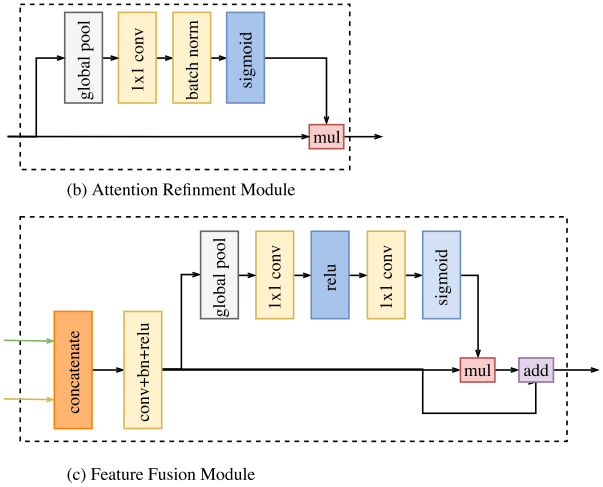 global pool
1x1 conv
batch norm
sigmoid
mul
(b) Attention Refinment Module
global pool
1x1 conv
relu
1x1 conv
sigmoid
concatenate
conv+bn+relu
mul
add
(c) Feature Fusion Module